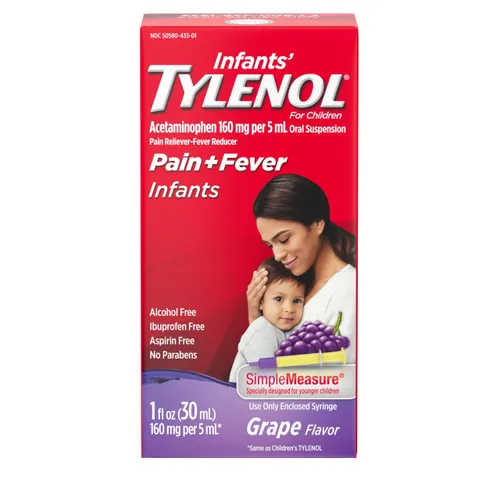 NDC 50580-433-01
Infants'
TYLENOL®
For Children
Acetaminophen 160 mg per 5 mL Oral Suspension
Pain Reliever-Fever Reducer
Pain+Fever
Infants
Alcohol Free
Ibuprofen Free
Aspirin Free
No Parabens
SimpleMeasure®
Specially designed for younger children
1 fl oz (30 mL)
160 mg per 5 mL*
Use Only Enclosed Syringe
Grape Flavor
*Same as Children's TYLENOL